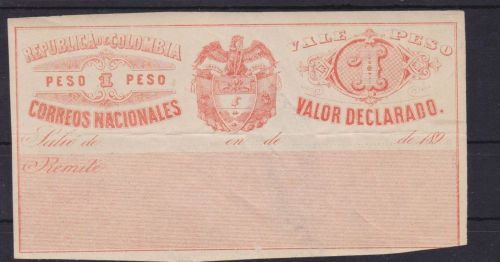 REPUBLICA DE COLOMBIA
PESO 1 PESO
CORREOS NACIONALES
VALE PESO
1
VALOR DECLARADO.
Salió de en de de 189
Remite